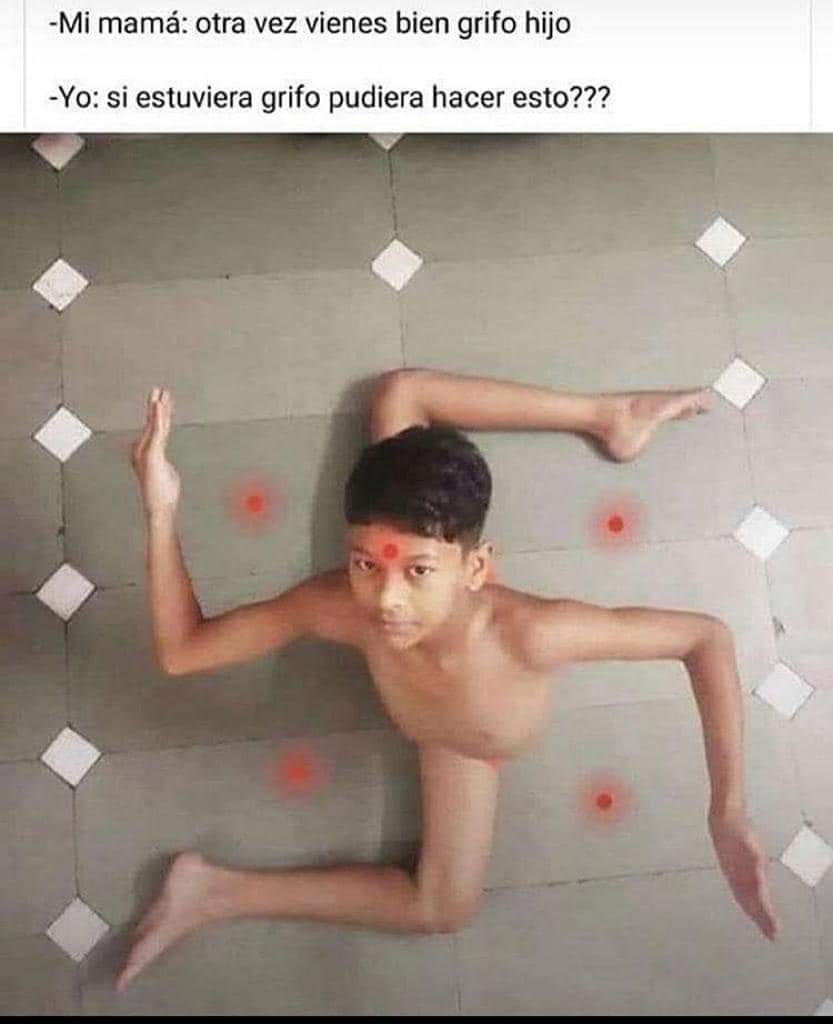 -Mi mamá: otra vez vienes bien grifo hijo
-Yo: si estuviera grifo pudiera hacer esto???